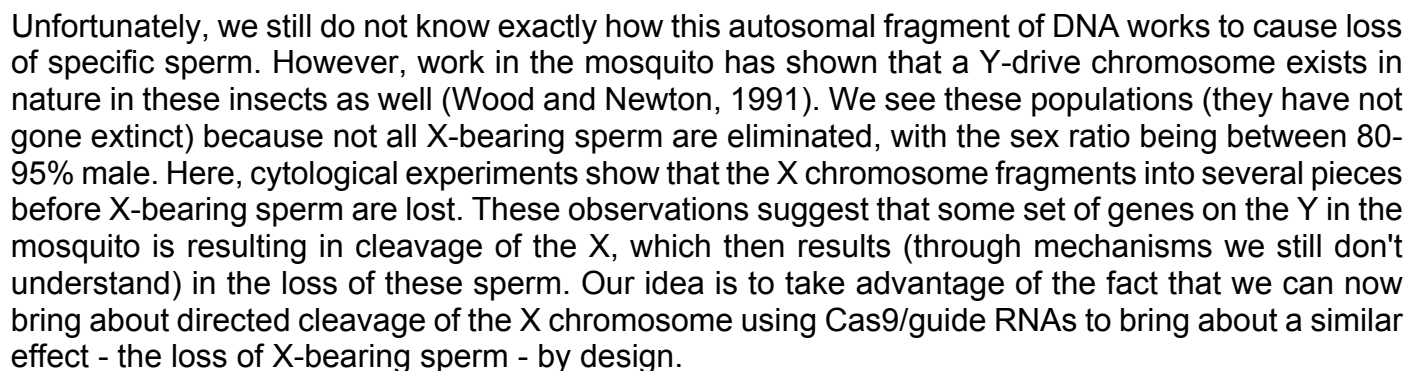 Unfortunately, we still do not know exactly how this autosomal fragment of DNA works to cause loss
of specific sperm. However, work in the mosquito has shown that a Y-drive chromosome exists in
nature in these insects as well (Wood and Newton, 1991). We see these populations (they have not
gone extinct) because not all X-bearing sperm are eliminated, with the sex ratio being between 80-
95% male. Here, cytological experiments show that the X chromosome fragments into several pieces
before X-bearing sperm are lost. These observations suggest that some set of genes on the Y in the
mosquito is resulting in cleavage of the X, which then results (through mechanisms we still don't
understand) in the loss of these sperm. Our idea is to take advantage of the fact that we can now
bring about directed cleavage of the X chromosome using Cas9/guide RNAs to bring about a similar
effect - the loss of X-bearing sperm - by design.